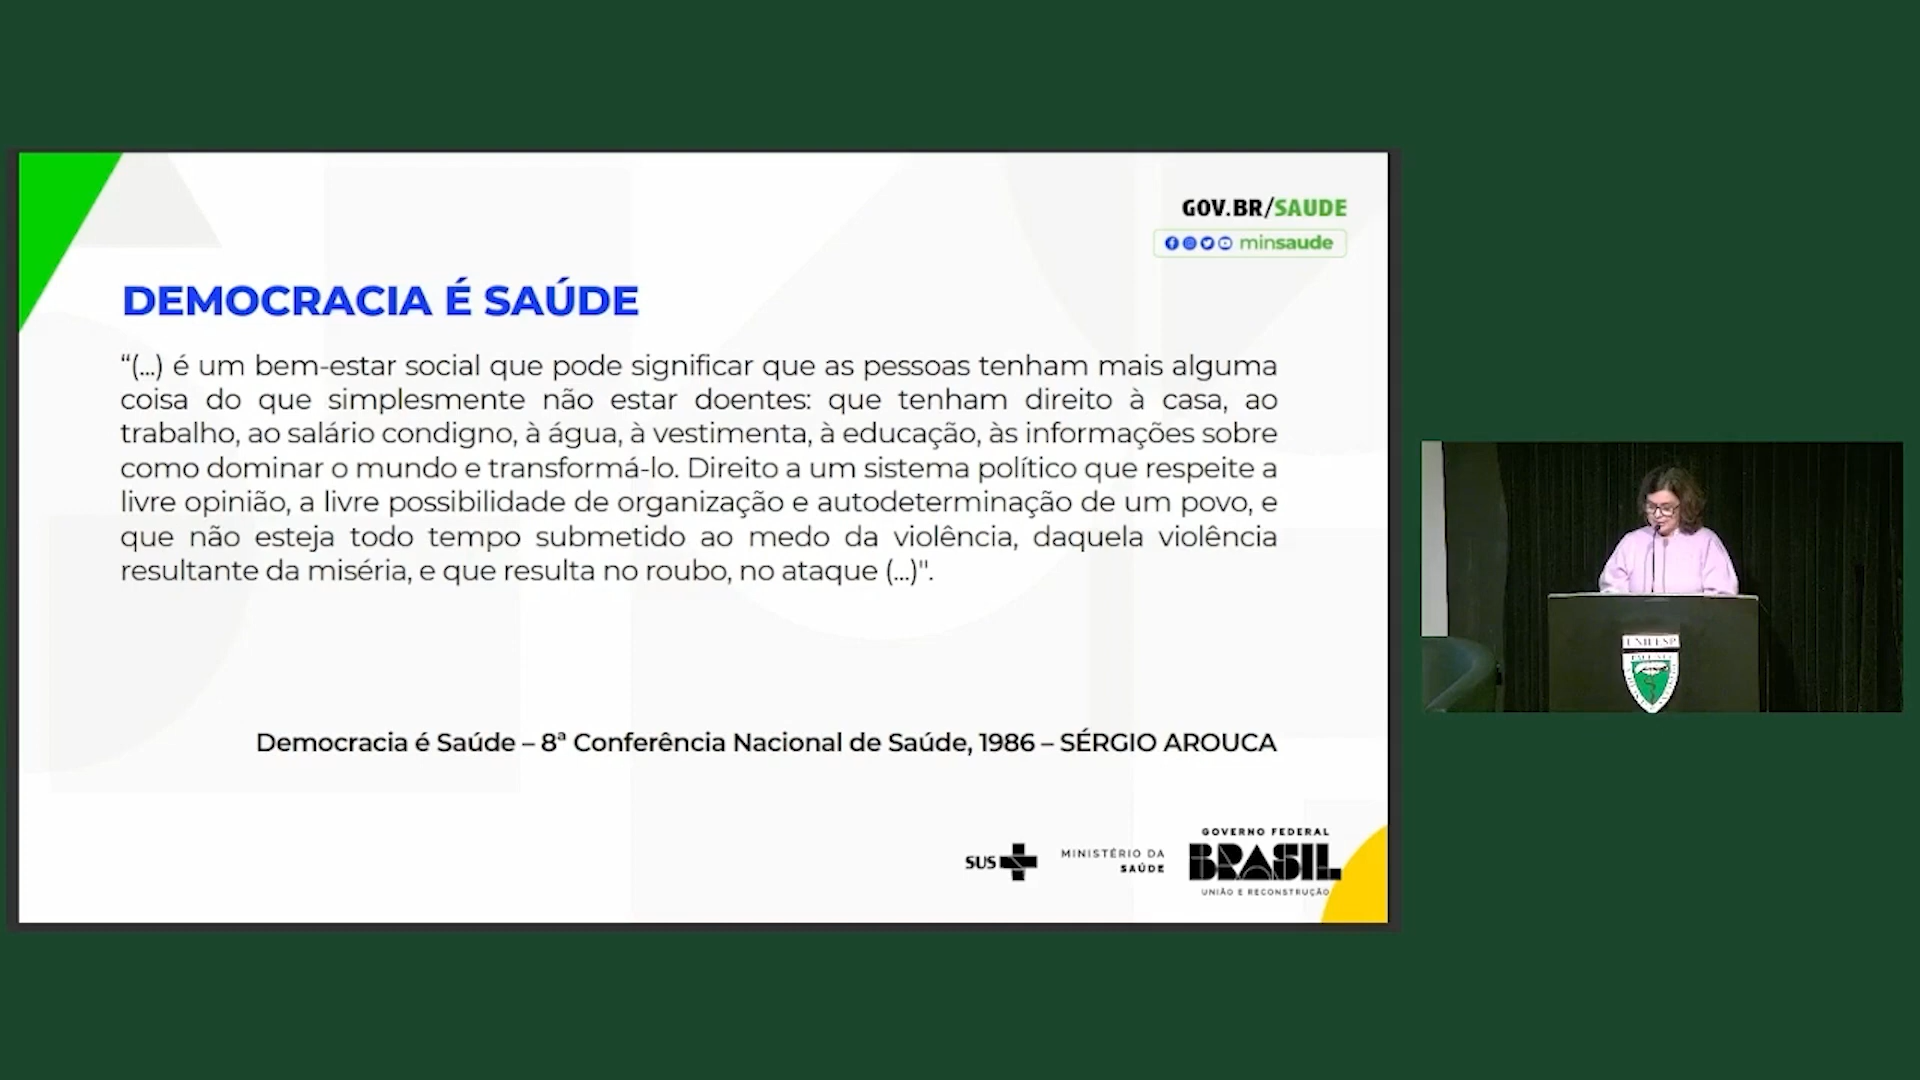 GOV.BR/SAUDE
minsaude
DEMOCRACIA É SAÚDE
“(...) é um bem-estar social que pode significar que as pessoas tenham mais alguma
coisa do que simplesmente não estar doentes: que tenham direito à casa, ao
trabalho, ao salário condigno, à água, à vestimenta, à educação, às informações sobre
como dominar o mundo e transformá-lo. Direito a um sistema político que respeite a
livre opinião, a livre possibilidade de organização e autodeterminação de um povo, e
que não esteja todo tempo submetido ao medo da violência, daquela violência
resultante da miséria, e que resulta no roubo, no ataque (...)".
Democracia é Saúde – 8ª Conferência Nacional de Saúde, 1986 – SÉRGIO AROUCA
SUS
MINISTÉRIO DA
SAÚDE
GOVERNO FEDERAL
BRASIL
UNIÃO E RECONSTRUÇÃO
UNIFESP